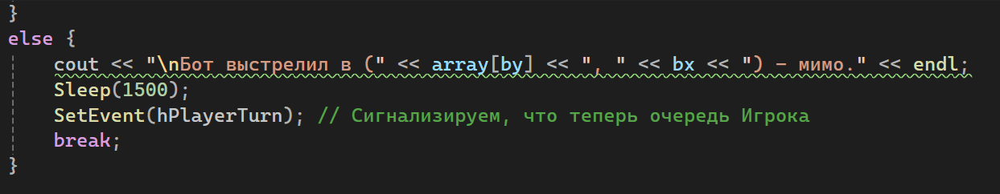 }
else {
cout << "\nБот выстрелил в (" << array[by] << ", " << bx << ") - мимо." << endl;
Sleep(1500);
SetEvent(hPlayerTurn); // Сигнализируем, что теперь очередь Игрока
break;
}